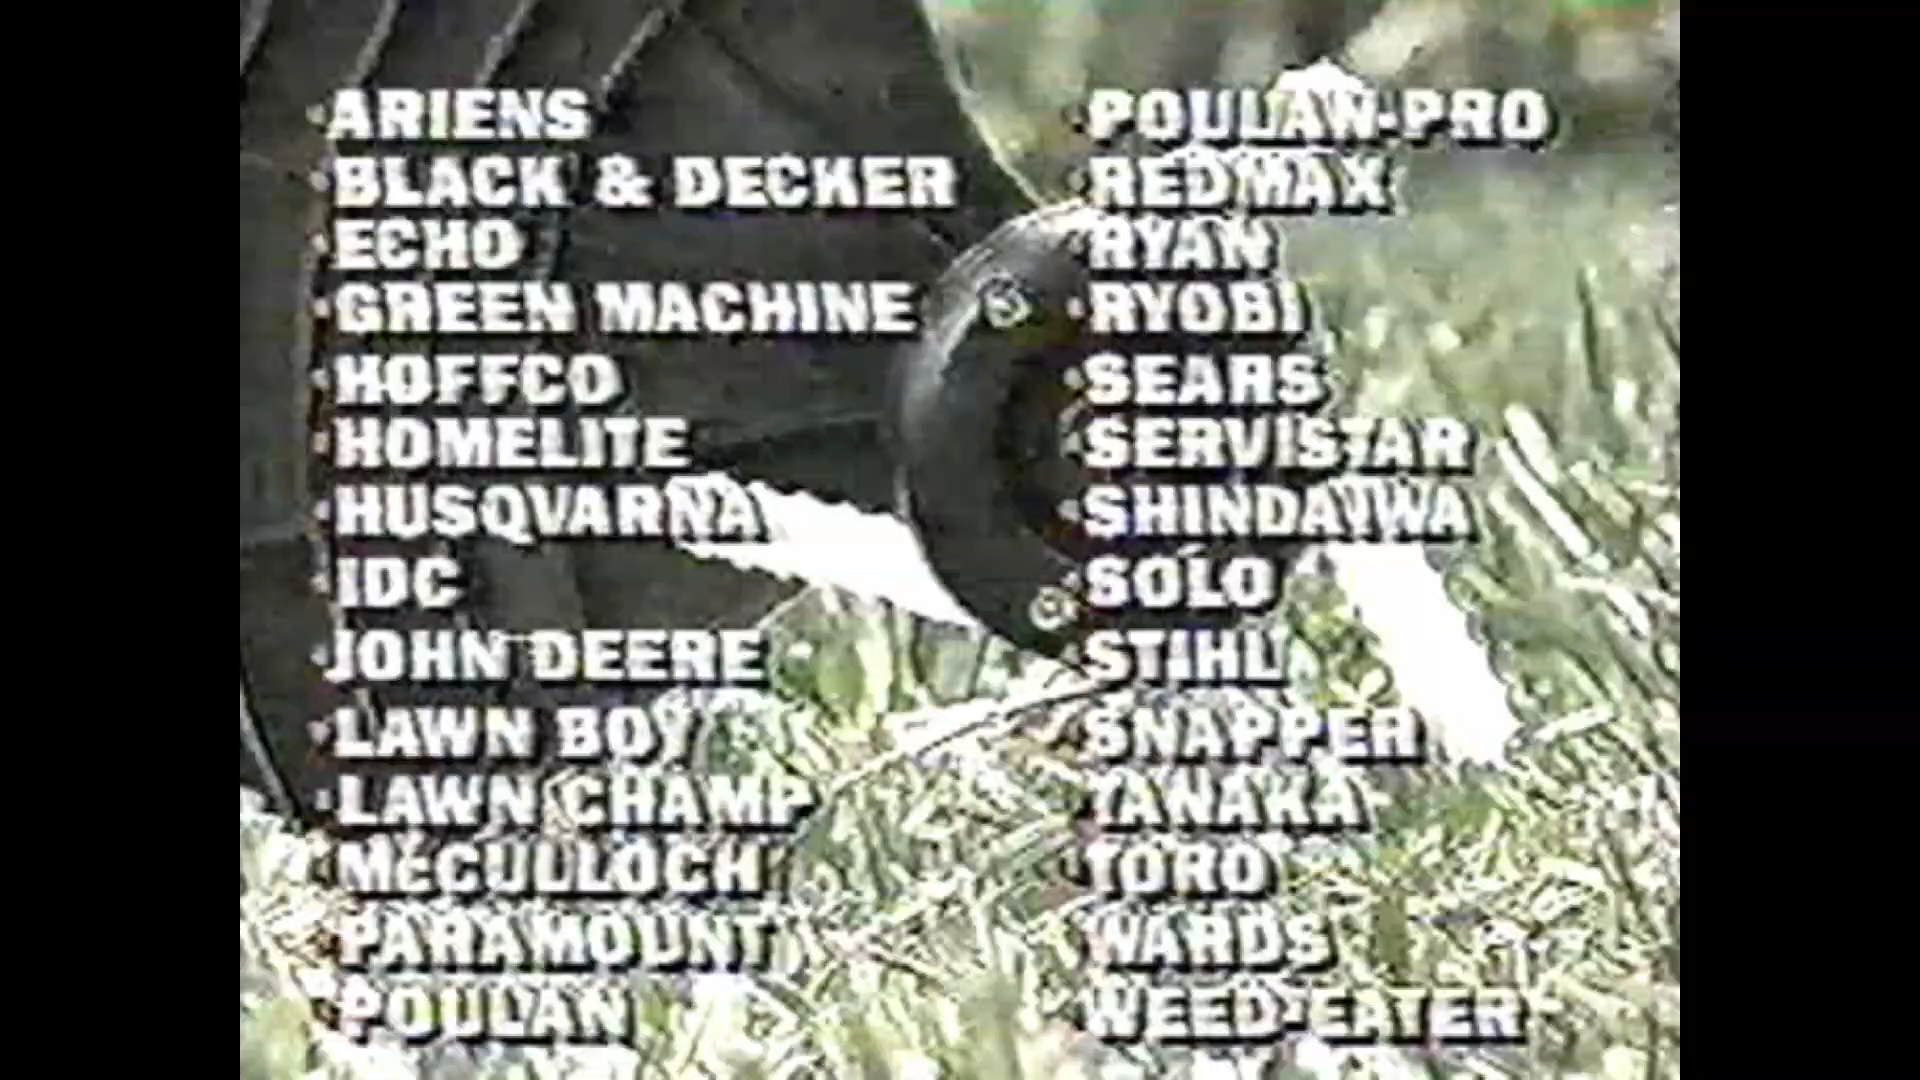 ·ARIENS
·BLACK & DECKER
·ECHO
·GREEN MACHINE
·HOFFCO
·HOMELITE
·HUSQVARNA
·IDC
·JOHN DEERE
·LAWN BOY
·LAWN CHAMP
·McCULLOCH
·PARAMOUNT
·POULAN
·POULAN-PRO
·REDMAX
·RYAN
·RYOBI
·SEARS
·SERVISTAR
·SHINDAIWA
·SOLO
·STIHL
·SNAPPER
·TANAKA
·TORO
·WARDS
·WEED-EATER